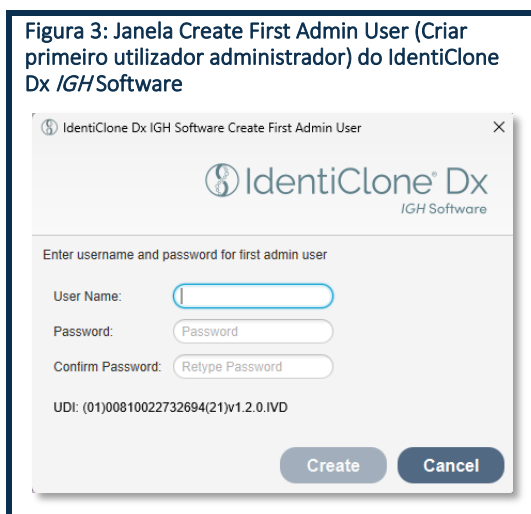 Figura 3: Janela Create First Admin User (Criar
primeiro utilizador administrador) do IdentiClone
Dx IGH Software
IdentiClone Dx IGH Software Create First Admin User
IdentiClone® Dx
IGH Software
Enter username and password for first admin user
User Name:
Password: Password
Confirm Password: Retype Password
UDI: (01)00810022732694(21)v1.2.0.IVD
Create Cancel